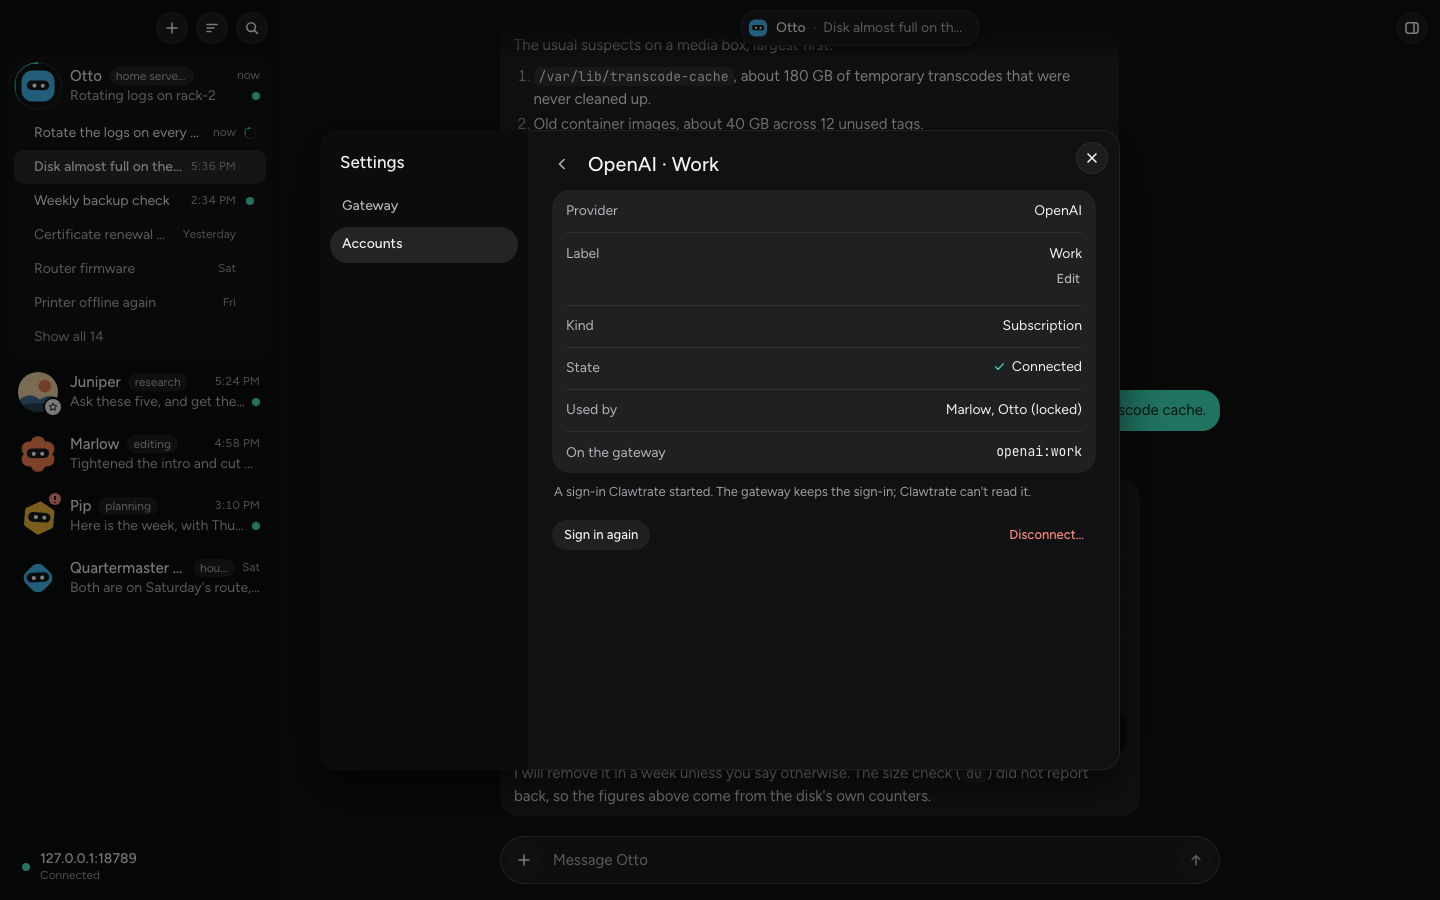 Otto home serve... now
Rotating logs on rack-2
Rotate the logs on every ... now
Disk almost full on the... 5:36 PM
Weekly backup check 2:34 PM
Certificate renewal ... Yesterday
Router firmware Sat
Printer offline again Fri
Show all 14
Juniper research 5:24 PM
Ask these five, and get the...
Marlow editing 4:58 PM
Tightened the intro and cut ...
Pip planning 3:10 PM
Here is the week, with Thu...
Quartermaster ... hou... Sat
Both are on Saturday's route,...
127.0.0.1:18789
Connected
Otto · Disk almost full on th...
The usual suspects on a media box, largest first:
1. /var/lib/transcode-cache, about 180 GB of temporary transcodes that were
never cleaned up.
2. Old container images, about 40 GB across 12 unused tags.
scode cache.
Settings
Gateway
Accounts
OpenAI · Work
Provider OpenAI
Label Work
Edit
Kind Subscription
State Connected
Used by Marlow, Otto (locked)
On the gateway openai:work
A sign-in Clawtrate started. The gateway keeps the sign-in; Clawtrate can't read it.
Sign in again Disconnect...
I will remove it in a week unless you say otherwise. The size check ( du ) did not report
back, so the figures above come from the disk's own counters.
Message Otto